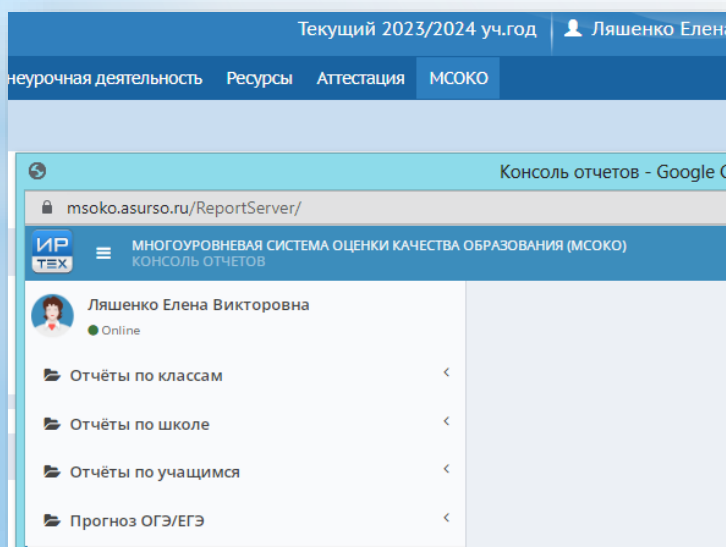 Текущий 2023/2024 уч.год Ляшенко Елена
неурочная деятельность Ресурсы Аттестация МСОКО
Консоль отчетов - Google
msoko.asurso.ru/ReportServer/
ИР
ТЕХ
МНОГОУРОВНЕВАЯ СИСТЕМА ОЦЕНКИ КАЧЕСТВА ОБРАЗОВАНИЯ (МСОКО)
КОНСОЛЬ ОТЧЕТОВ
Ляшенко Елена Викторовна
Online
Отчёты по классам
Отчёты по школе
Отчёты по учащимся
Прогноз ОГЭ/ЕГЭ